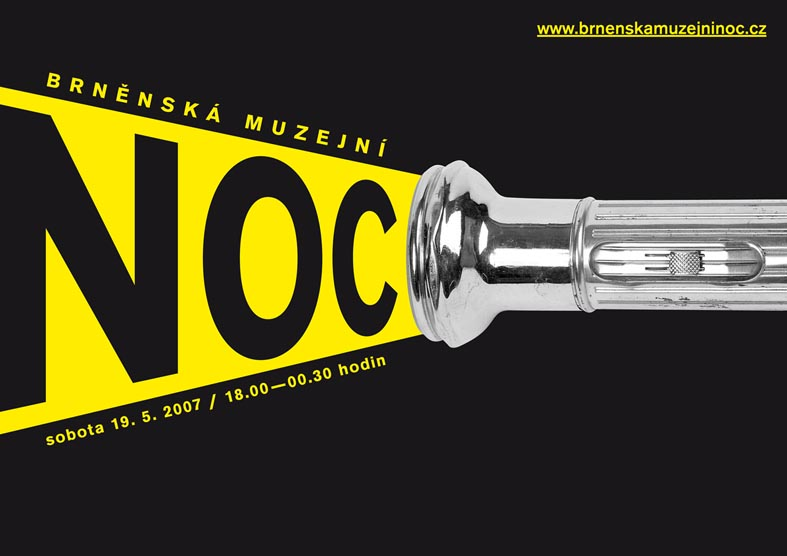 www.brnenskamuzejninoc.cz
BRNĚNSKÁ MUZEJNÍ
NOC
sobota 19. 5. 2007 / 18.00—00.30 hodin